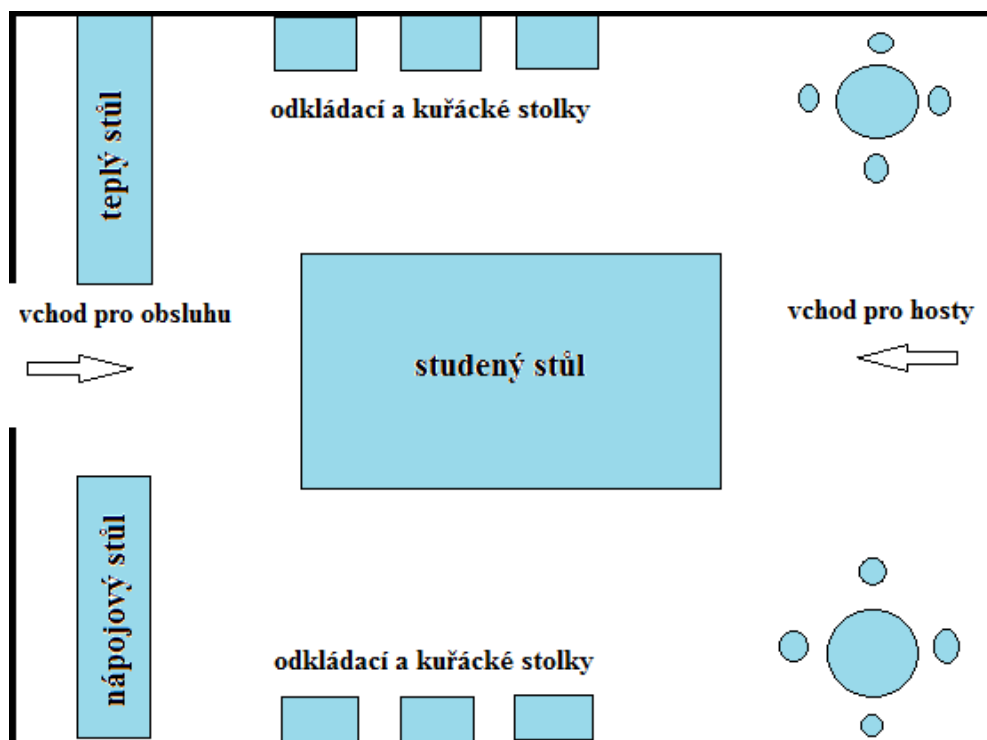 teplý stůl
odkládací a kuřácké stolky
vchod pro obsluhu
studený stůl
vchod pro hosty
nápojový stůl
odkládací a kuřácké stolky